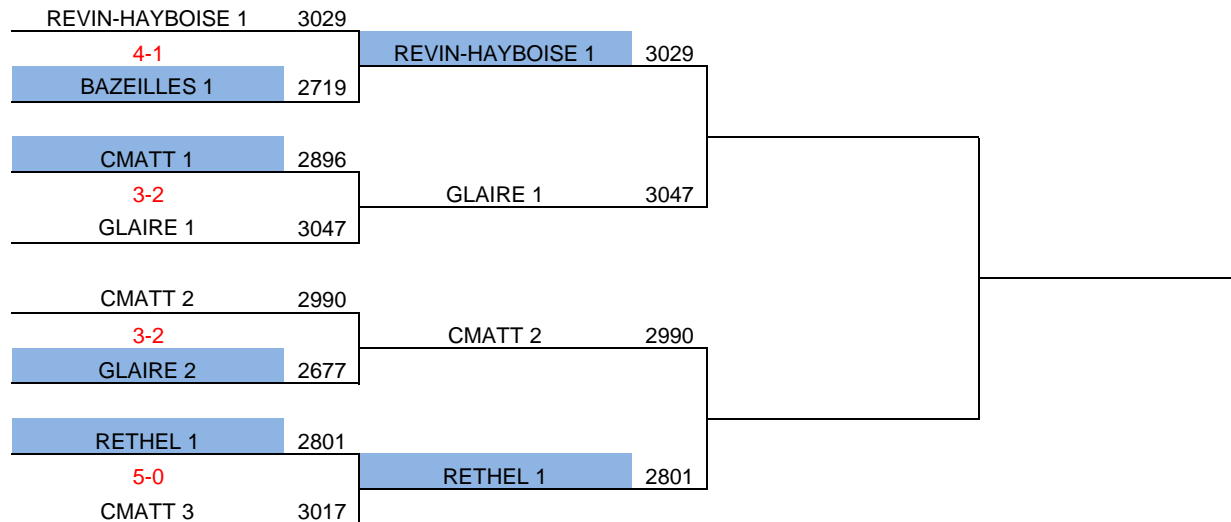 REVIN-HAYBOISE 1 3029
4-1
REVIN-HAYBOISE 1 3029
BAZEILLES 1 2719
CMATT 1 2896
3-2
GLAIRE 1 3047
GLAIRE 1 3047
CMATT 2 2990
3-2
CMATT 2 2990
GLAIRE 2 2677
RETHEL 1 2801
5-0
RETHEL 1 2801
CMATT 3 3017